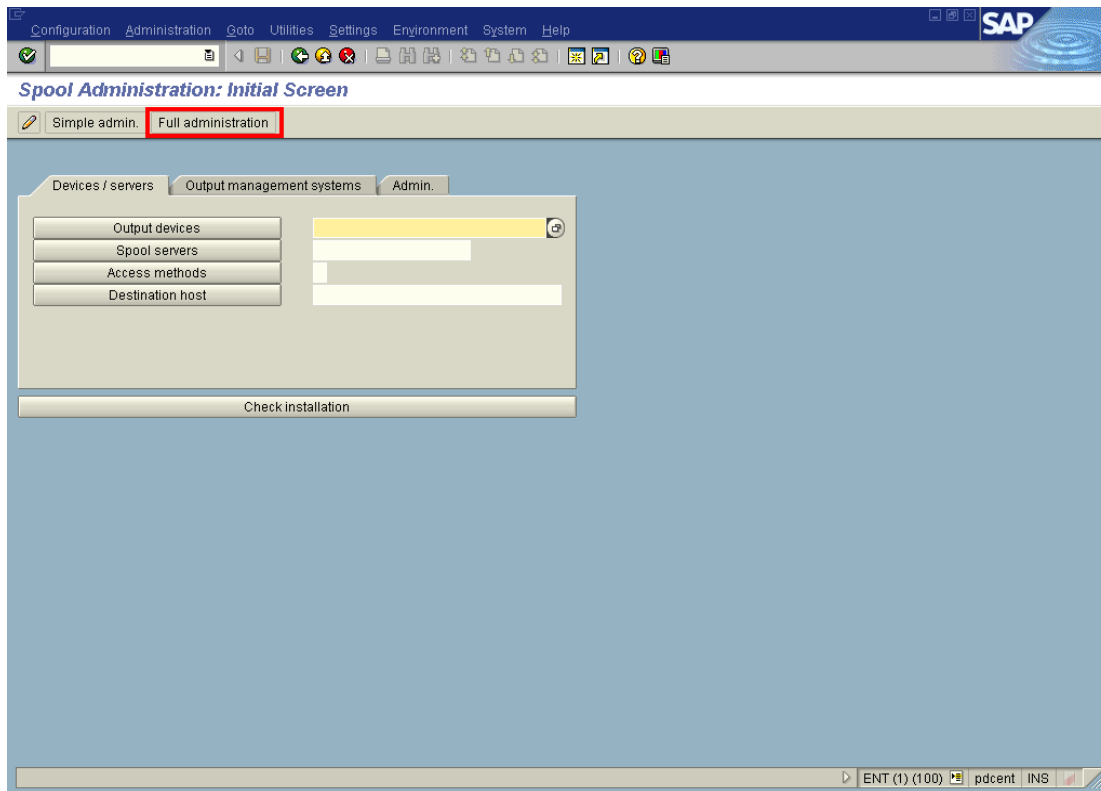 Configuration Administration Goto Utilities Settings Environment System Help
SAP
Spool Administration: Initial Screen
Simple admin. Full administration
Devices / servers Output management systems Admin.
Output devices
Spool servers
Access methods
Destination host
Check installation
ENT (1) (100) pdcent INS